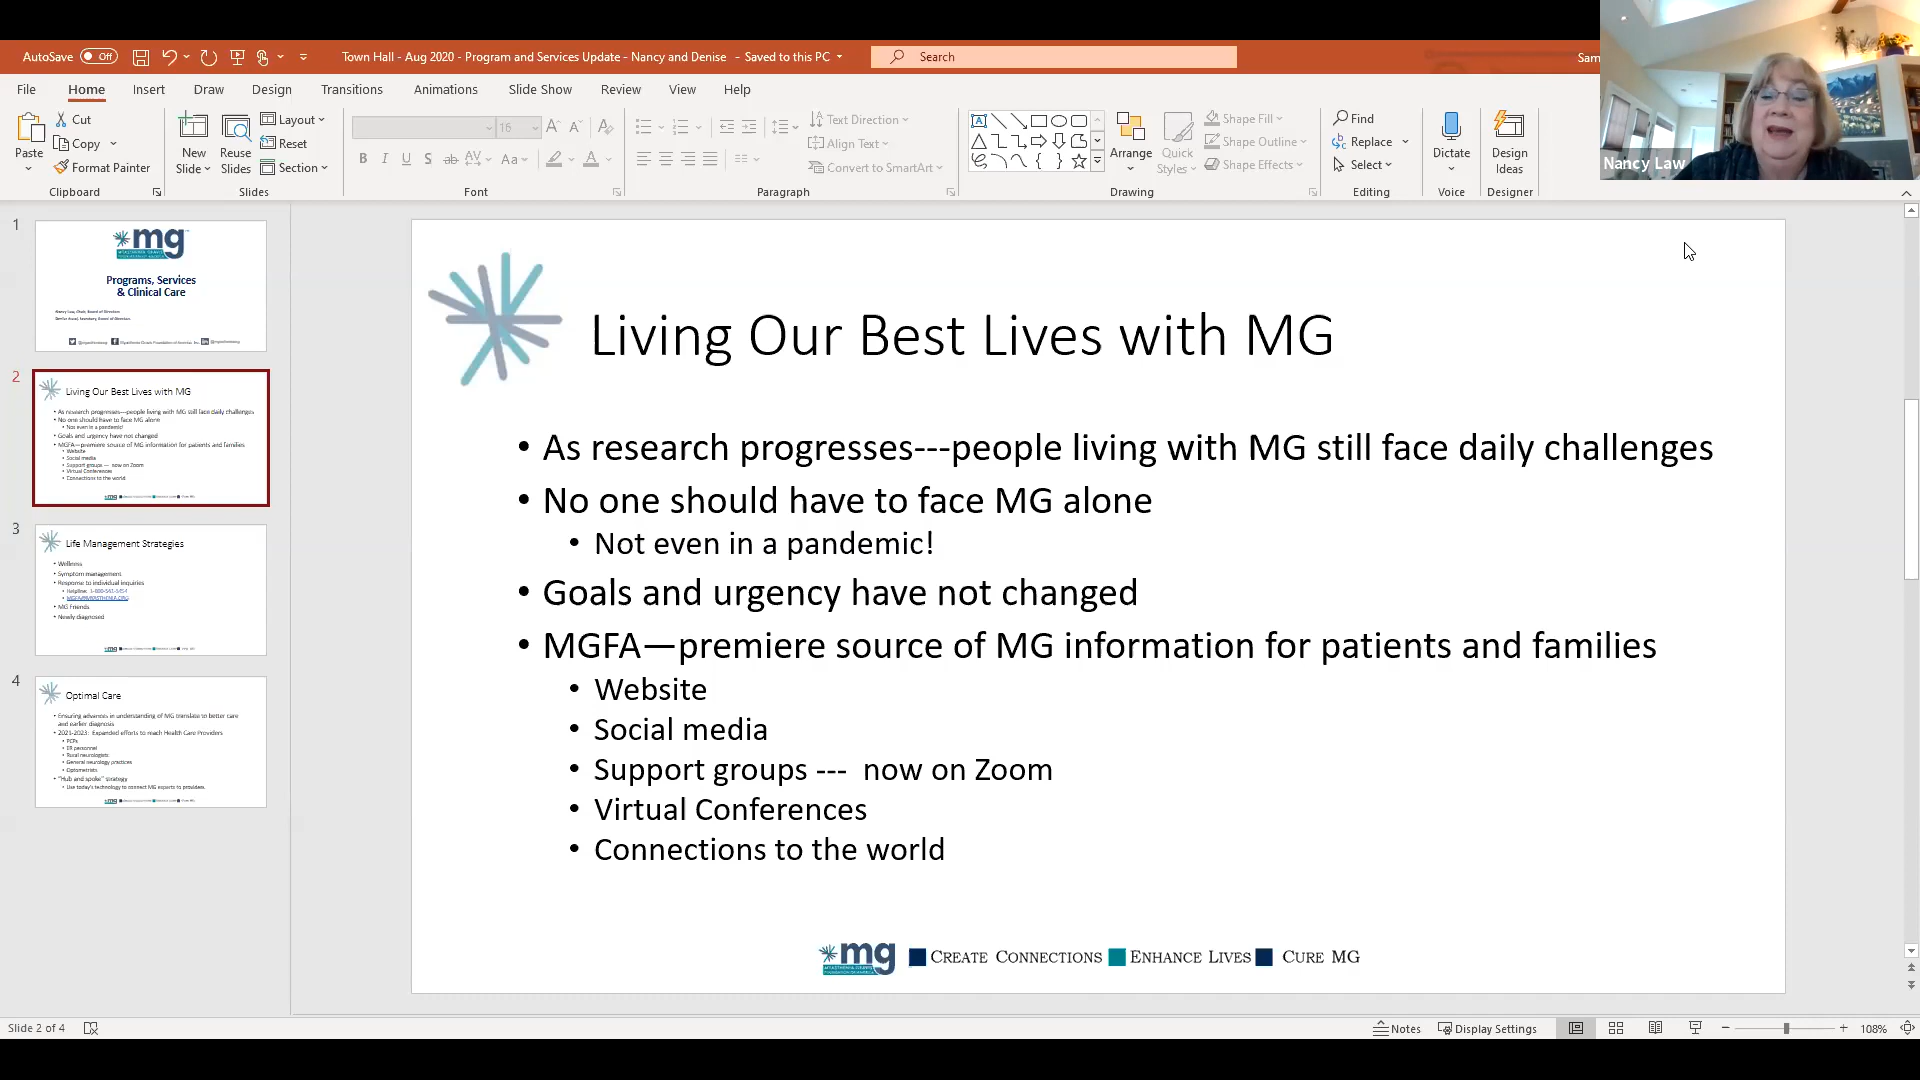 AutoSave Off
Town Hall - Aug 2020 - Program and Services Update - Nancy and Denise - Saved to this PC
Search
Sam
File Home Insert Draw Design Transitions Animations Slide Show Review View Help
Paste
Cut
Copy
Format Painter
Clipboard
New Slide
Reuse Slides
Layout
Reset
Section
Slides
16
B I U S ab AV Aa A
Font
Text Direction
Align Text
Convert to SmartArt
Paragraph
Arrange
Quick Styles
Shape Fill
Shape Outline
Shape Effects
Drawing
Find
Replace
Select
Editing
Dictate
Voice
Design Ideas
Designer
Nancy Law
1
mg
Programs, Services
& Clinical Care
Nancy Law, Chair, Board of Directors
2
Living Our Best Lives with MG
• As research progresses---people living with MG still face daily challenges
• No one should have to face MG alone
• Not even in a pandemic!
• Goals and urgency have not changed
• MGFA—premiere source of MG information for patients and families
• Website
• Social media
• Support groups --- now on Zoom
• Virtual Conferences
• Connections to the world
3
Life Management Strategies
• Wellness
• Symptom management
• Response to individual inquiries
• Helpline: 1-800-541-5454
• MGFA@MYASTHENIA.ORG
• MG Friends
• Newly diagnosed
4
Optimal Care
• Ensuring advances in understanding of MG translate to better care
and earlier diagnosis
• 2021-2023: Expanded efforts to reach Health Care Providers
• PCPs
• ER personnel
• Rural neurologists
• General neurology practices
• Optometrists
• "Hub and spoke" strategy
• Use today's technology to connect MG experts to providers.
Living Our Best Lives with MG
• As research progresses---people living with MG still face daily challenges
• No one should have to face MG alone
• Not even in a pandemic!
• Goals and urgency have not changed
• MGFA—premiere source of MG information for patients and families
• Website
• Social media
• Support groups --- now on Zoom
• Virtual Conferences
• Connections to the world
mg CREATE CONNECTIONS ENHANCE LIVES CURE MG
Slide 2 of 4
Notes Display Settings 108%